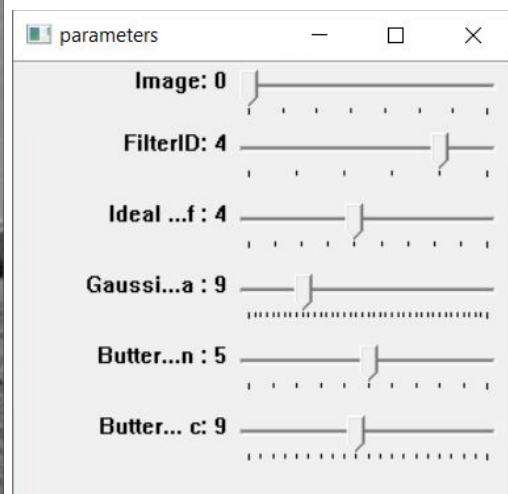 parameters
Image: 0
FilterID: 4
Ideal ...f : 4
Gaussi...a : 9
Butter...n : 5
Butter... c: 9